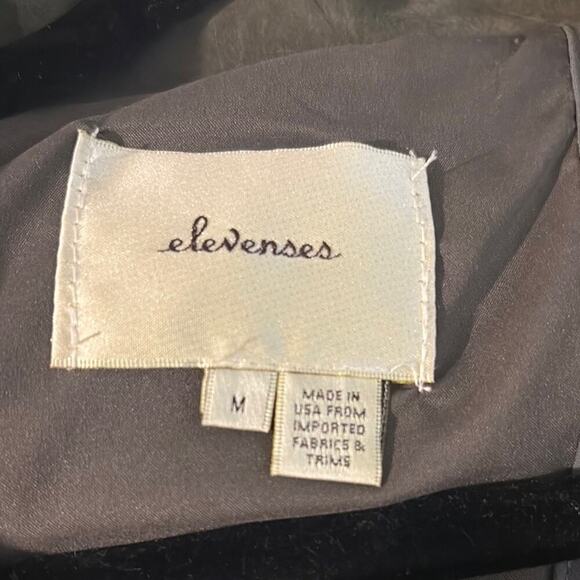 elevenses
M
MADE IN
USA FROM
IMPORTED
FABRICS &
TRIMS